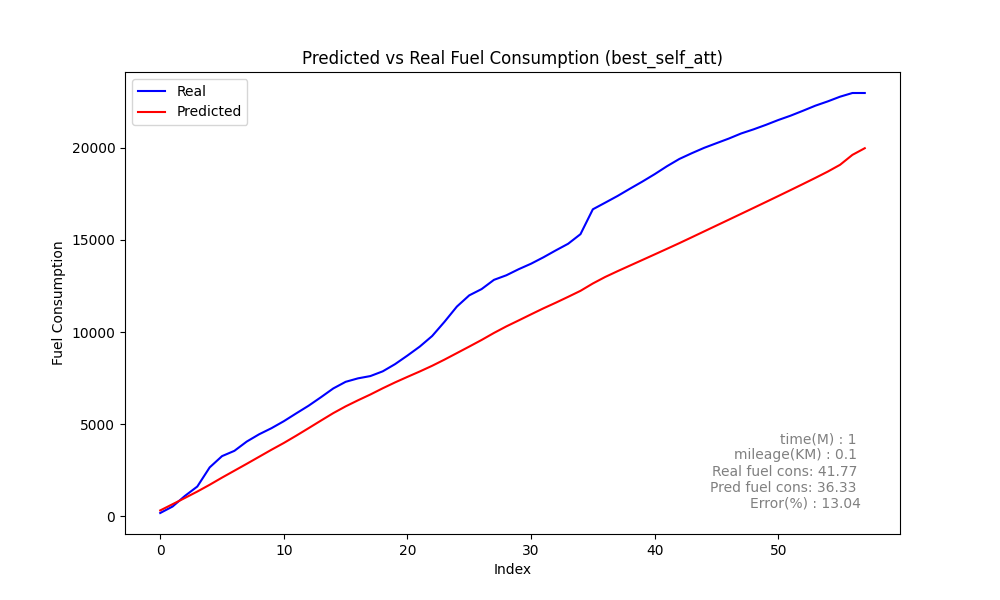 Predicted vs Real Fuel Consumption (best_self_att)
Real
Predicted
Fuel Consumption
20000
15000
10000
5000
0
time(M) : 1
mileage(KM) : 0.1
Real fuel cons: 41.77
Pred fuel cons: 36.33
Error(%) : 13.04
0 10 20 30 40 50
Index